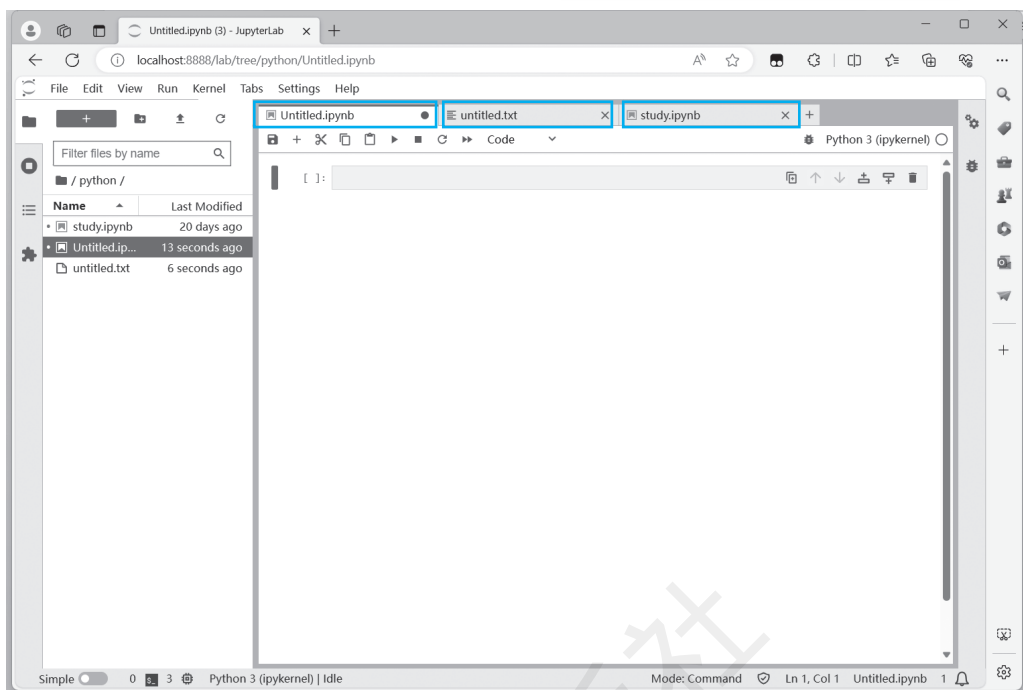 Untitled.ipynb (3) - JupyterLab
localhost:8888/lab/tree/python/Untitled.ipynb
File Edit View Run Kernel Tabs Settings Help
Untitled.ipynb
untitled.txt
study.ipynb
Code
Python 3 (ipykernel)
Filter files by name
/ python /
Name Last Modified
study.ipynb 20 days ago
Untitled.ip... 13 seconds ago
untitled.txt 6 seconds ago
[ ]:
Simple 0 3 Python 3 (ipykernel) | Idle
Mode: Command Ln 1, Col 1 Untitled.ipynb 1
社